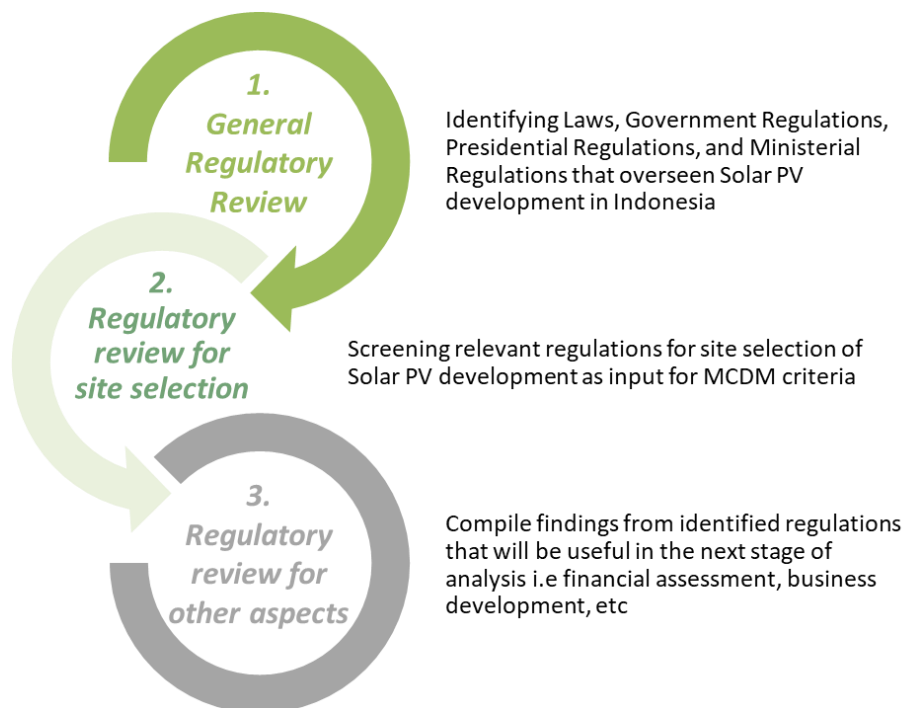 1.
General
Regulatory
Review
Identifying Laws, Government Regulations,
Presidential Regulations, and Ministerial
Regulations that overseen Solar PV
development in Indonesia
2.
Regulatory
review for
site selection
Screening relevant regulations for site selection of
Solar PV development as input for MCDM criteria
3.
Regulatory
review for
other aspects
Compile findings from identified regulations
that will be useful in the next stage of
analysis i.e financial assessment, business
development, etc